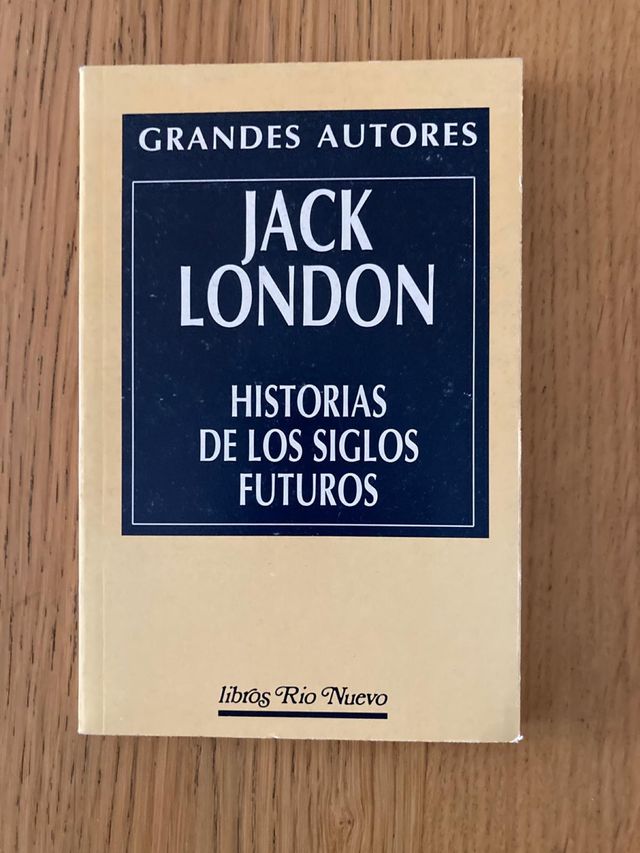 GRANDES AUTORES
JACK
LONDON
HISTORIAS
DE LOS SIGLOS
FUTUROS
libros Rio Nuevo